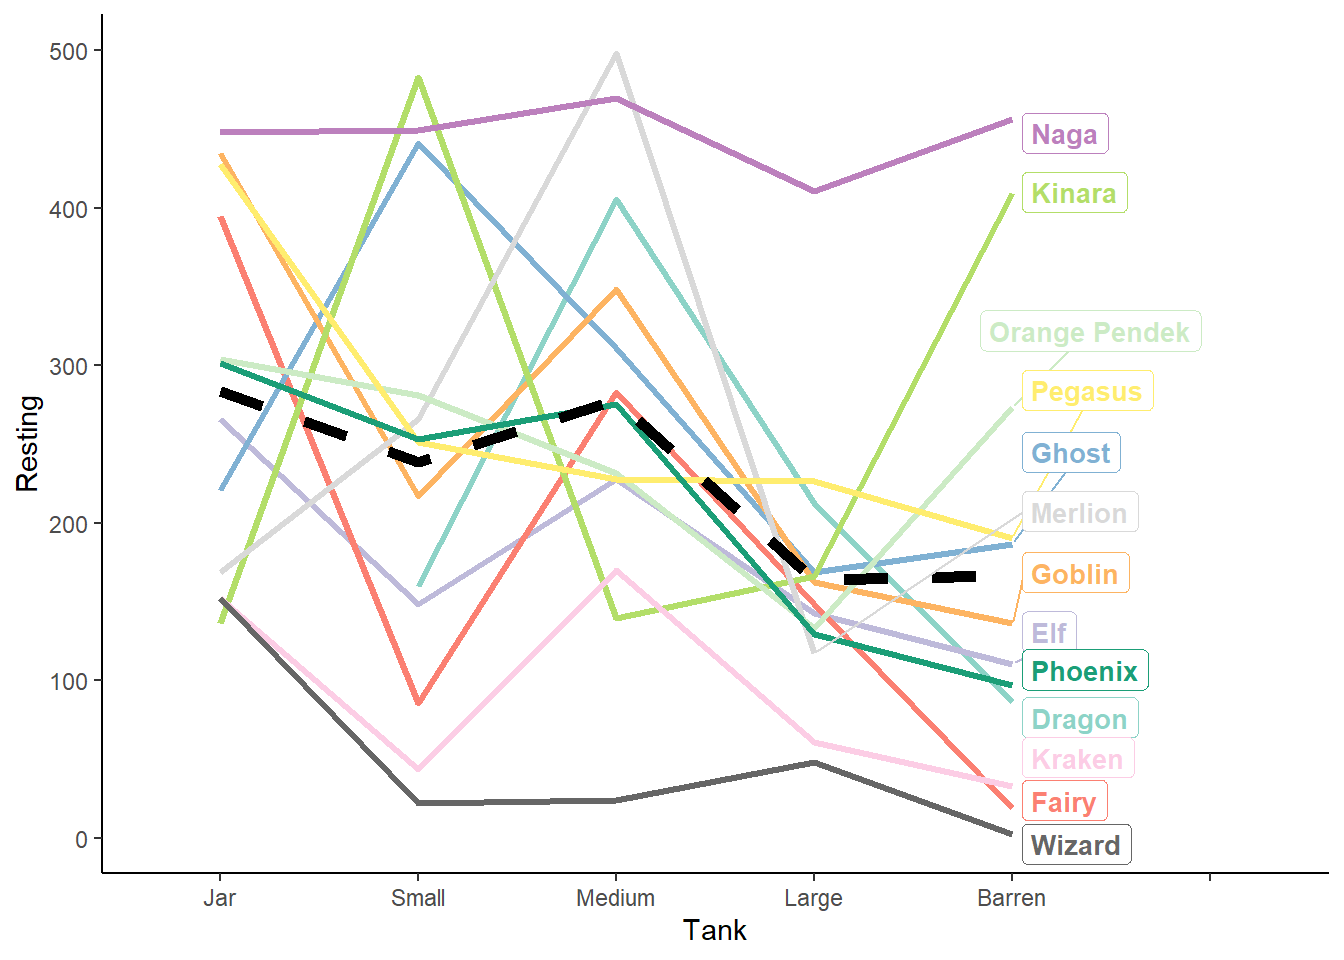 500
400
300
200
100
0
Resting
Naga
Kinara
Orange Pendek
Pegasus
Ghost
Merlion
Goblin
Elf
Phoenix
Dragon
Kraken
Fairy
Wizard
Jar Small Medium Large Barren
Tank